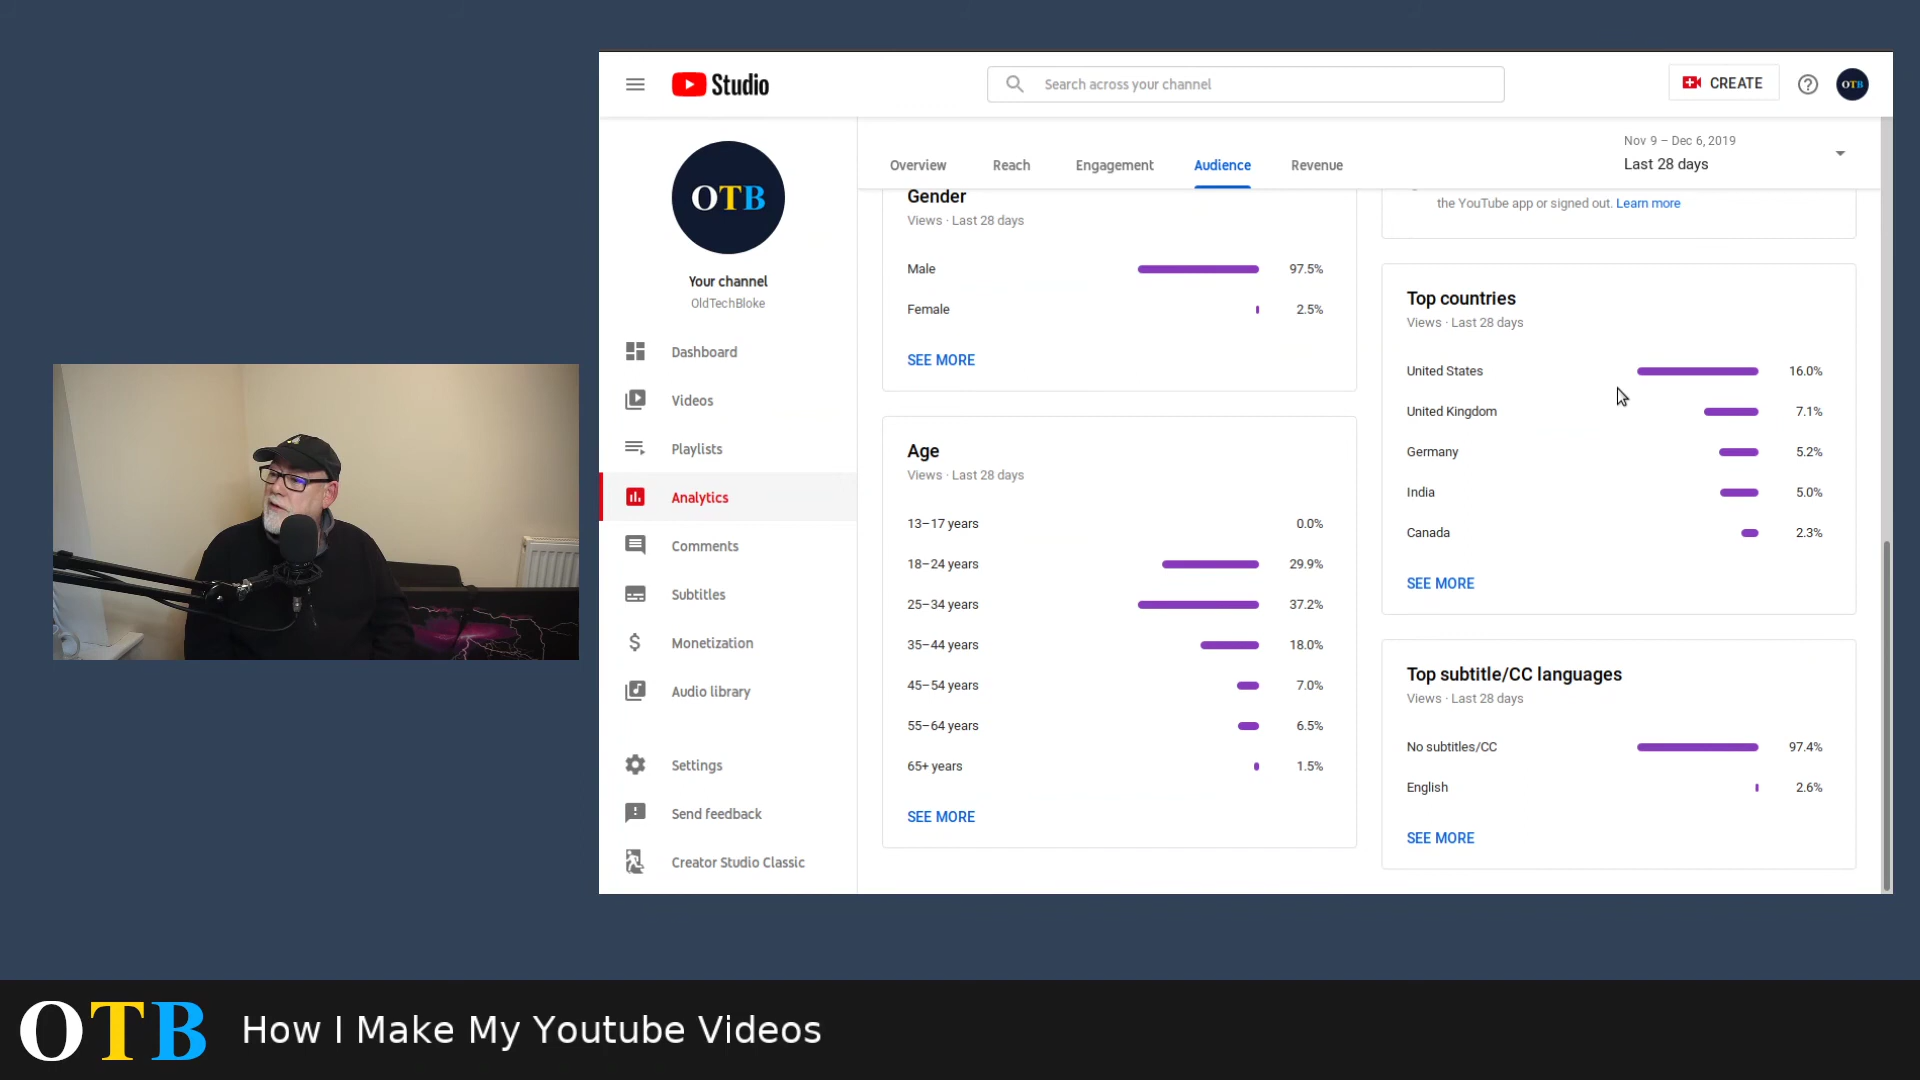 Studio
Search across your channel
CREATE
OTB
OTB
Your channel
OldTechBloke
Dashboard
Videos
Playlists
Analytics
Comments
Subtitles
Monetization
Audio library
Settings
Send feedback
Creator Studio Classic
Overview Reach Engagement Audience Revenue
Nov 9 – Dec 6, 2019
Last 28 days
Gender
Views · Last 28 days
Male 97.5%
Female 2.5%
SEE MORE
Age
Views · Last 28 days
13–17 years 0.0%
18–24 years 29.9%
25–34 years 37.2%
35–44 years 18.0%
45–54 years 7.0%
55–64 years 6.5%
65+ years 1.5%
SEE MORE
the YouTube app or signed out. Learn more
Top countries
Views · Last 28 days
United States 16.0%
United Kingdom 7.1%
Germany 5.2%
India 5.0%
Canada 2.3%
SEE MORE
Top subtitle/CC languages
Views · Last 28 days
No subtitles/CC 97.4%
English 2.6%
SEE MORE
OTB How I Make My Youtube Videos